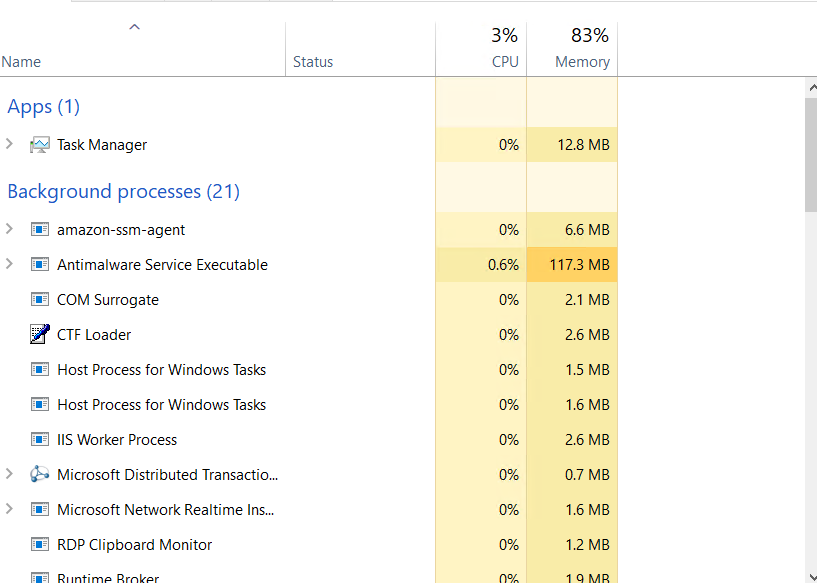 3% 83%
Name Status CPU Memory
Apps (1)
Task Manager 0% 12.8 MB
Background processes (21)
amazon-ssm-agent 0% 6.6 MB
Antimalware Service Executable 0.6% 117.3 MB
COM Surrogate 0% 2.1 MB
CTF Loader 0% 2.6 MB
Host Process for Windows Tasks 0% 1.5 MB
Host Process for Windows Tasks 0% 1.6 MB
IIS Worker Process 0% 2.6 MB
Microsoft Distributed Transactio... 0% 0.7 MB
Microsoft Network Realtime Ins... 0% 1.6 MB
RDP Clipboard Monitor 0% 1.2 MB
Runtime Broker 0% 1.9 MB